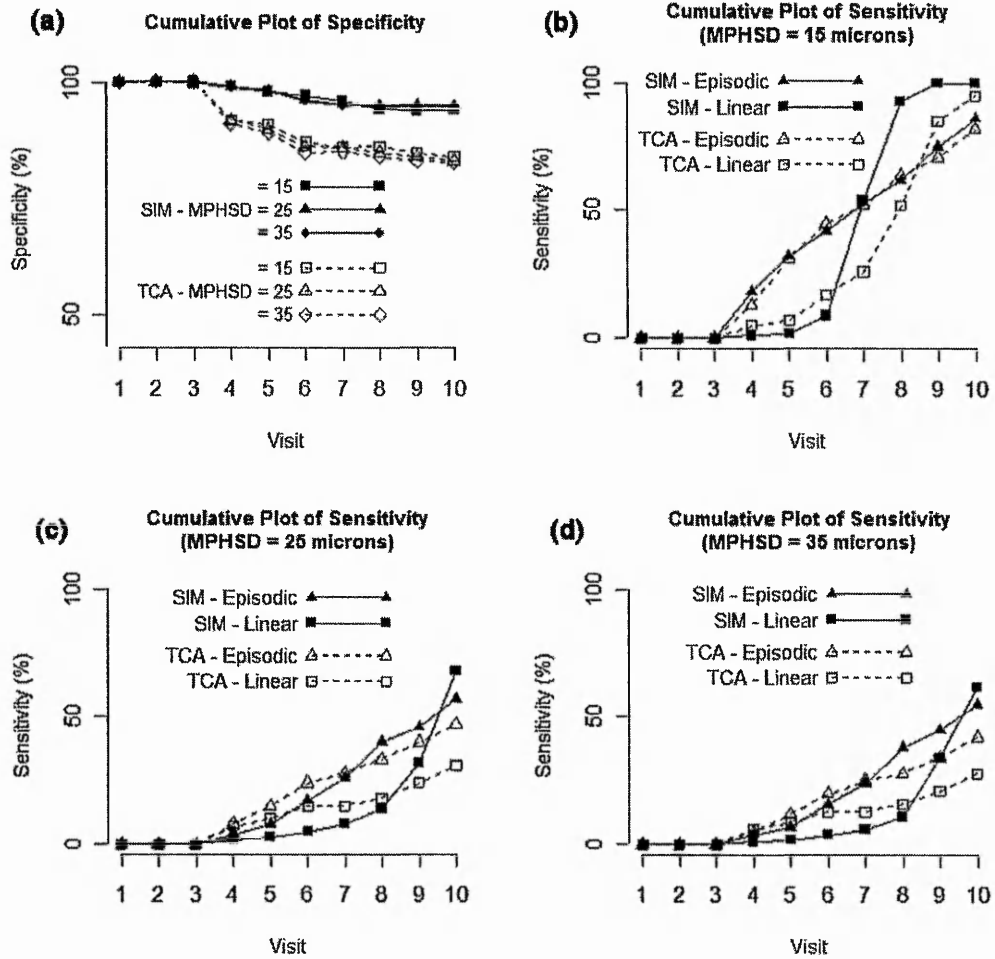 (a)
Cumulative Plot of Specificity
Specificity (%)
100
50
= 15
SIM - MPHSD = 25
= 35
= 15
TCA - MPHSD = 25
= 35
1 2 3 4 5 6 7 8 9 10
Visit
(b)
Cumulative Plot of Sensitivity
(MPHSD = 15 microns)
Sensitivity (%)
100
50
0
SIM - Episodic
SIM - Linear
TCA - Episodic
TCA - Linear
1 2 3 4 5 6 7 8 9 10
Visit
(c)
Cumulative Plot of Sensitivity
(MPHSD = 25 microns)
Sensitivity (%)
100
50
0
SIM - Episodic
SIM - Linear
TCA - Episodic
TCA - Linear
1 2 3 4 5 6 7 8 9 10
Visit
(d)
Cumulative Plot of Sensitivity
(MPHSD = 35 microns)
Sensitivity (%)
100
50
0
SIM - Episodic
SIM - Linear
TCA - Episodic
TCA - Linear
1 2 3 4 5 6 7 8 9 10
Visit